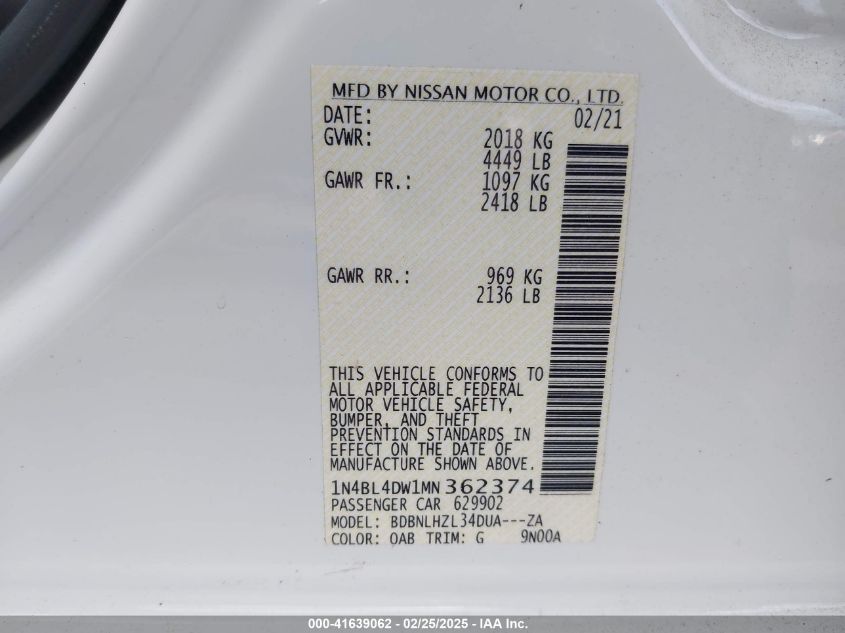 MFD BY NISSAN MOTOR CO., LTD.
DATE: 02/21
GVWR: 2018 KG
4449 LB
GAWR FR.: 1097 KG
2418 LB
GAWR RR.: 969 KG
2136 LB
THIS VEHICLE CONFORMS TO
ALL APPLICABLE FEDERAL
MOTOR VEHICLE SAFETY,
BUMPER, AND THEFT
PREVENTION STANDARDS IN
EFFECT ON THE DATE OF
MANUFACTURE SHOWN ABOVE.
1N4BL4DW1MN362374
PASSENGER CAR 629902
MODEL: BDBNLHZL34DUA---ZA
COLOR: QAB TRIM: G 9N00A
000-41639062 — 02/25/2025 — IAA Inc.